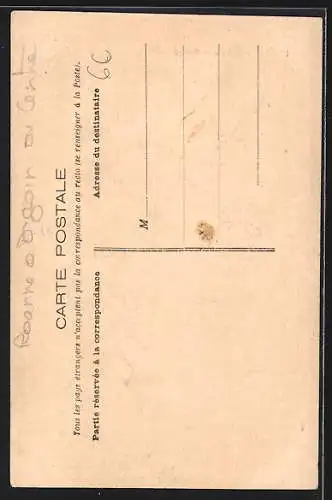 CARTE POSTALE
Tous les pays étrangers n'acceptent pas la correspondance au recto (se renseigner à la Poste).
Partie réservée à la correspondance
Adresse du destinataire
66
M
Roanne